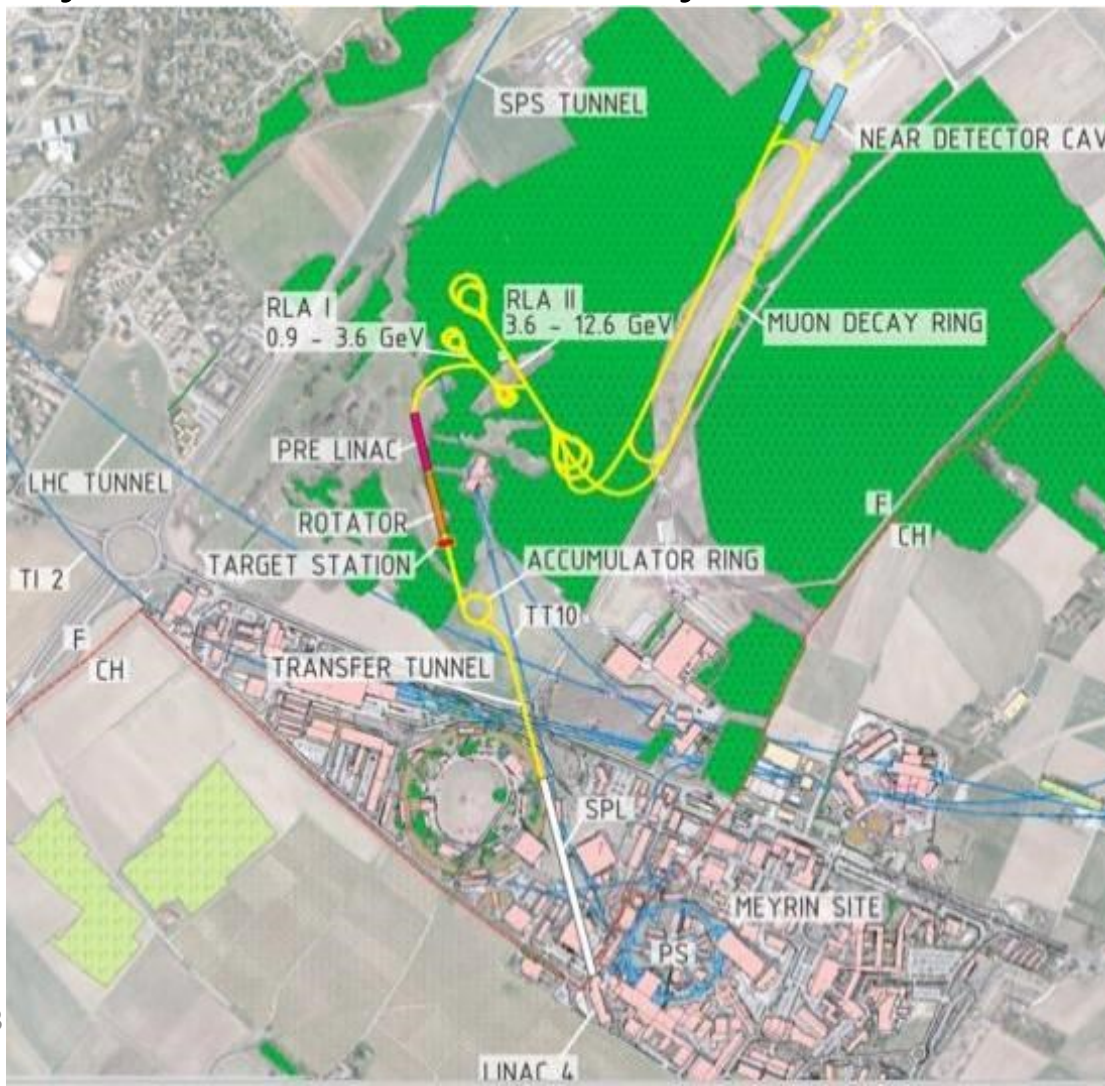 SPS TUNNEL
NEAR DETECTOR CAV
RLA I
0.9 - 3.6 GeV
RLA II
3.6 - 12.6 GeV
MUON DECAY RING
PRE LINAC
LHC TUNNEL
ROTATOR
TARGET STATION
ACCUMULATOR RING
F
CH
TI 2
TT10
F
CH
TRANSFER TUNNEL
SPL
MEYRIN SITE
PS
LINAC 4